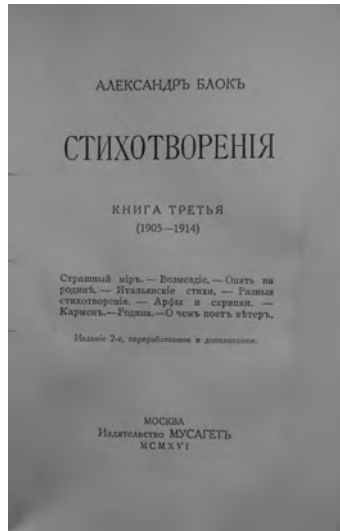 АЛЕКСАНДРЪ БЛОКЪ
СТИХОТВОРЕНІЯ
КНИГА ТРЕТЬЯ
(1905—1914)
Страшный міръ. — Возмездіе. — Опять на
родинѣ. — Итальянскіе стихи. — Разныя
стихотворенія. — Арфы и скрипки. —
Карменъ.—Родина.—О чемъ поетъ вѣтеръ.
Изданіе 2-е, переработанное и дополненное.
МОСКВА
Издательство МУСАГЕТЪ
MCMXVI